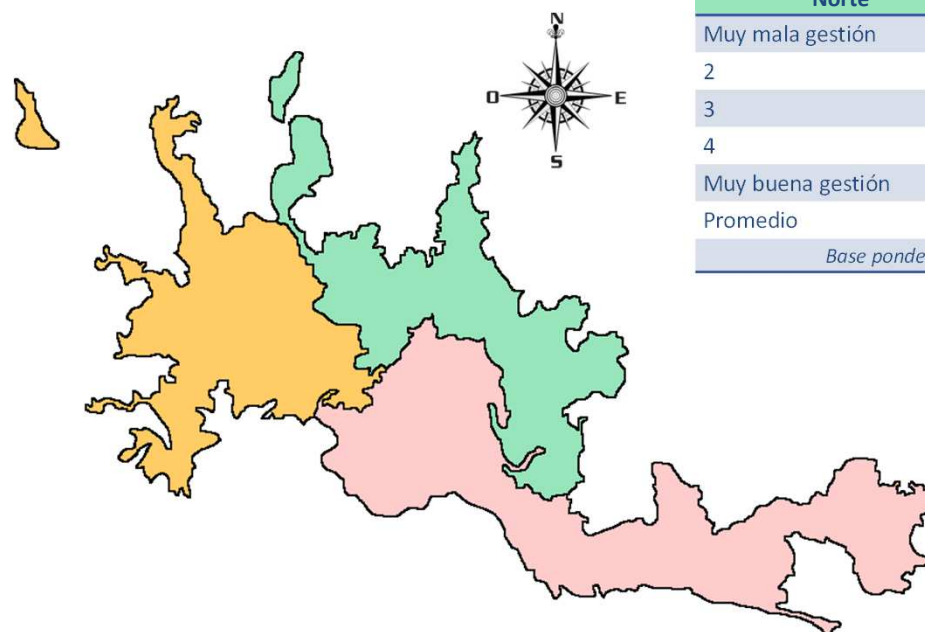 Norte
Muy mala gestión
2
3
4
Muy buena gestión
Promedio
Base ponde
N
O E
S